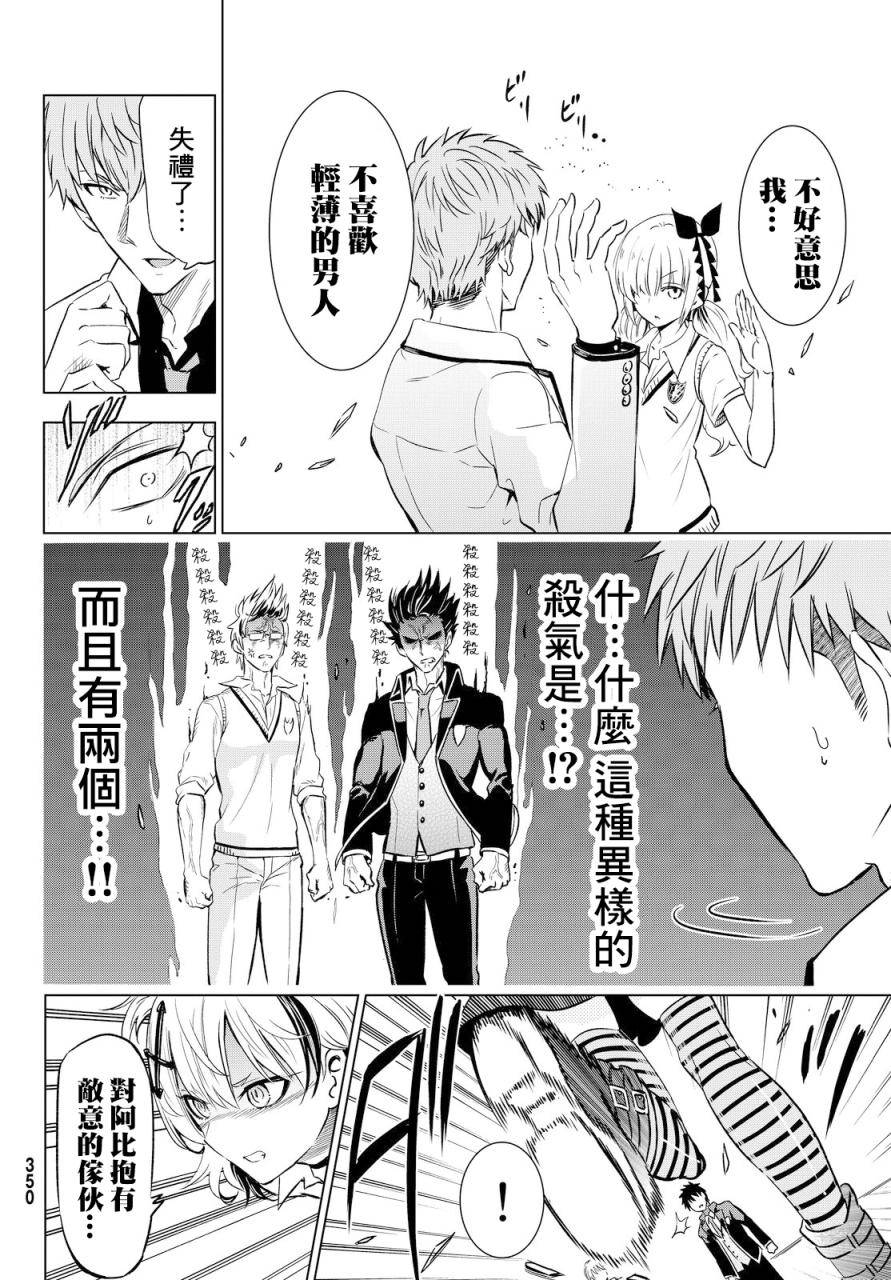 不好意思
我…
不喜歡
輕薄的男人
ビリ
ビリ
失禮了…
什…什麼 這種異樣的
殺氣是…!?
殺殺殺殺殺殺
殺殺殺殺殺殺
殺殺殺殺殺殺
殺殺殺殺殺殺
而且有兩個…!!
!
對阿比抱有
敵意的傢伙…
350